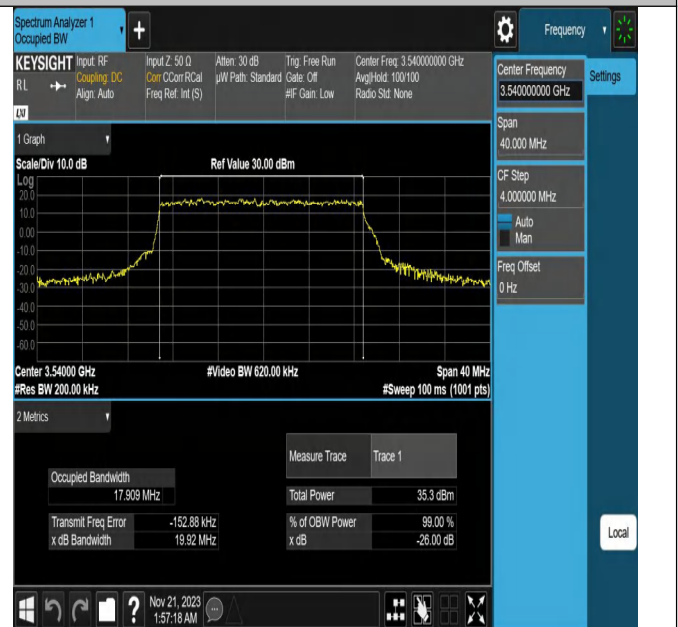 Spectrum Analyzer 1
Occupied BW
Frequency
KEYSIGHT
RL
LXI
Input: RF
Coupling: DC
Align: Auto
Input Z: 50 Ω
Corr CCorr RCal
Freq Ref: Int (S)
Atten: 30 dB
µW Path: Standard
Trig: Free Run
Gate: Off
#IF Gain: Low
Center Freq: 3.540000000 GHz
Avg|Hold: 100/100
Radio Std: None
Center Frequency
3.540000000 GHz
Settings
Span
40.000 MHz
CF Step
4.000000 MHz
Auto
Man
Freq Offset
0 Hz
1 Graph
Scale/Div 10.0 dB
Ref Value 30.00 dBm
Log
20.0
10.0
0.00
-10.0
-20.0
-30.0
-40.0
-50.0
-60.0
Center 3.54000 GHz
#Video BW 620.00 kHz
Span 40 MHz
#Res BW 200.00 kHz
#Sweep 100 ms (1001 pts)
2 Metrics
Measure Trace
Trace 1
Occupied Bandwidth
17.909 MHz
Total Power
35.3 dBm
Transmit Freq Error
-152.88 kHz
% of OBW Power
99.00 %
x dB Bandwidth
19.92 MHz
x dB
-26.00 dB
Local
?
Nov 21, 2023
1:57:18 AM